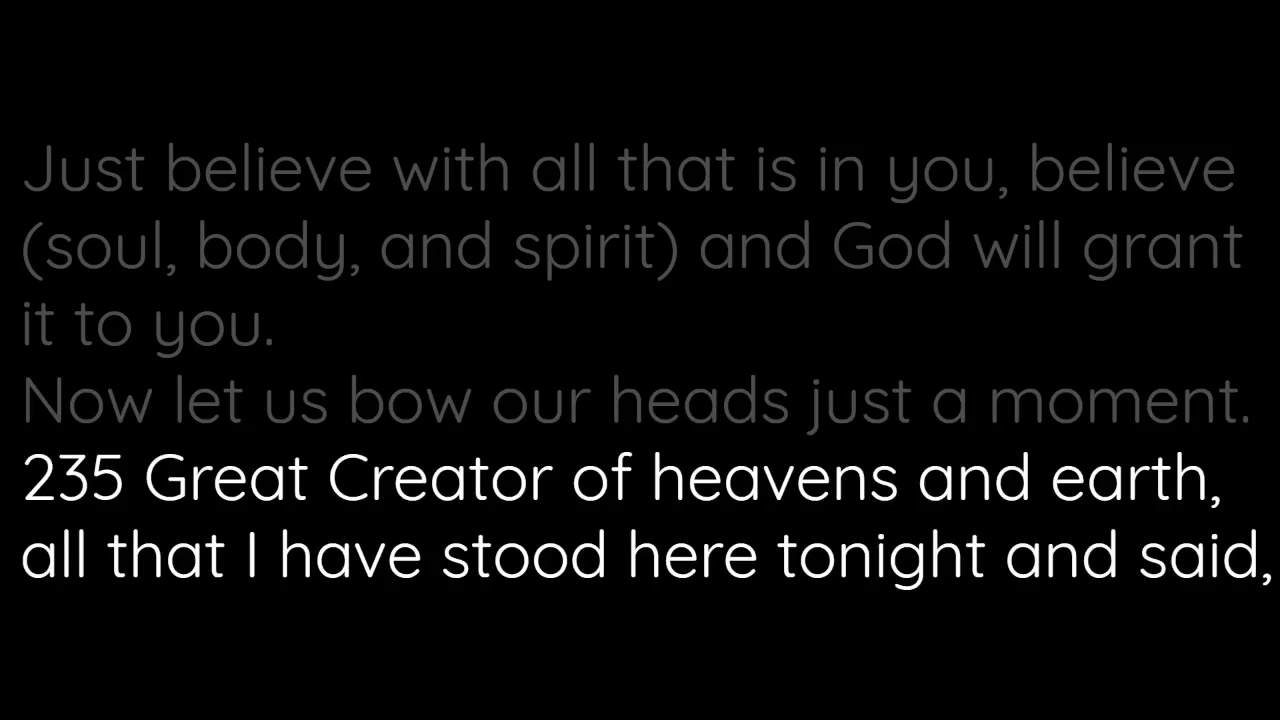 Just believe with all that is in you, believe
(soul, body, and spirit) and God will grant
it to you.
Now let us bow our heads just a moment.
235 Great Creator of heavens and earth,
all that I have stood here tonight and said,